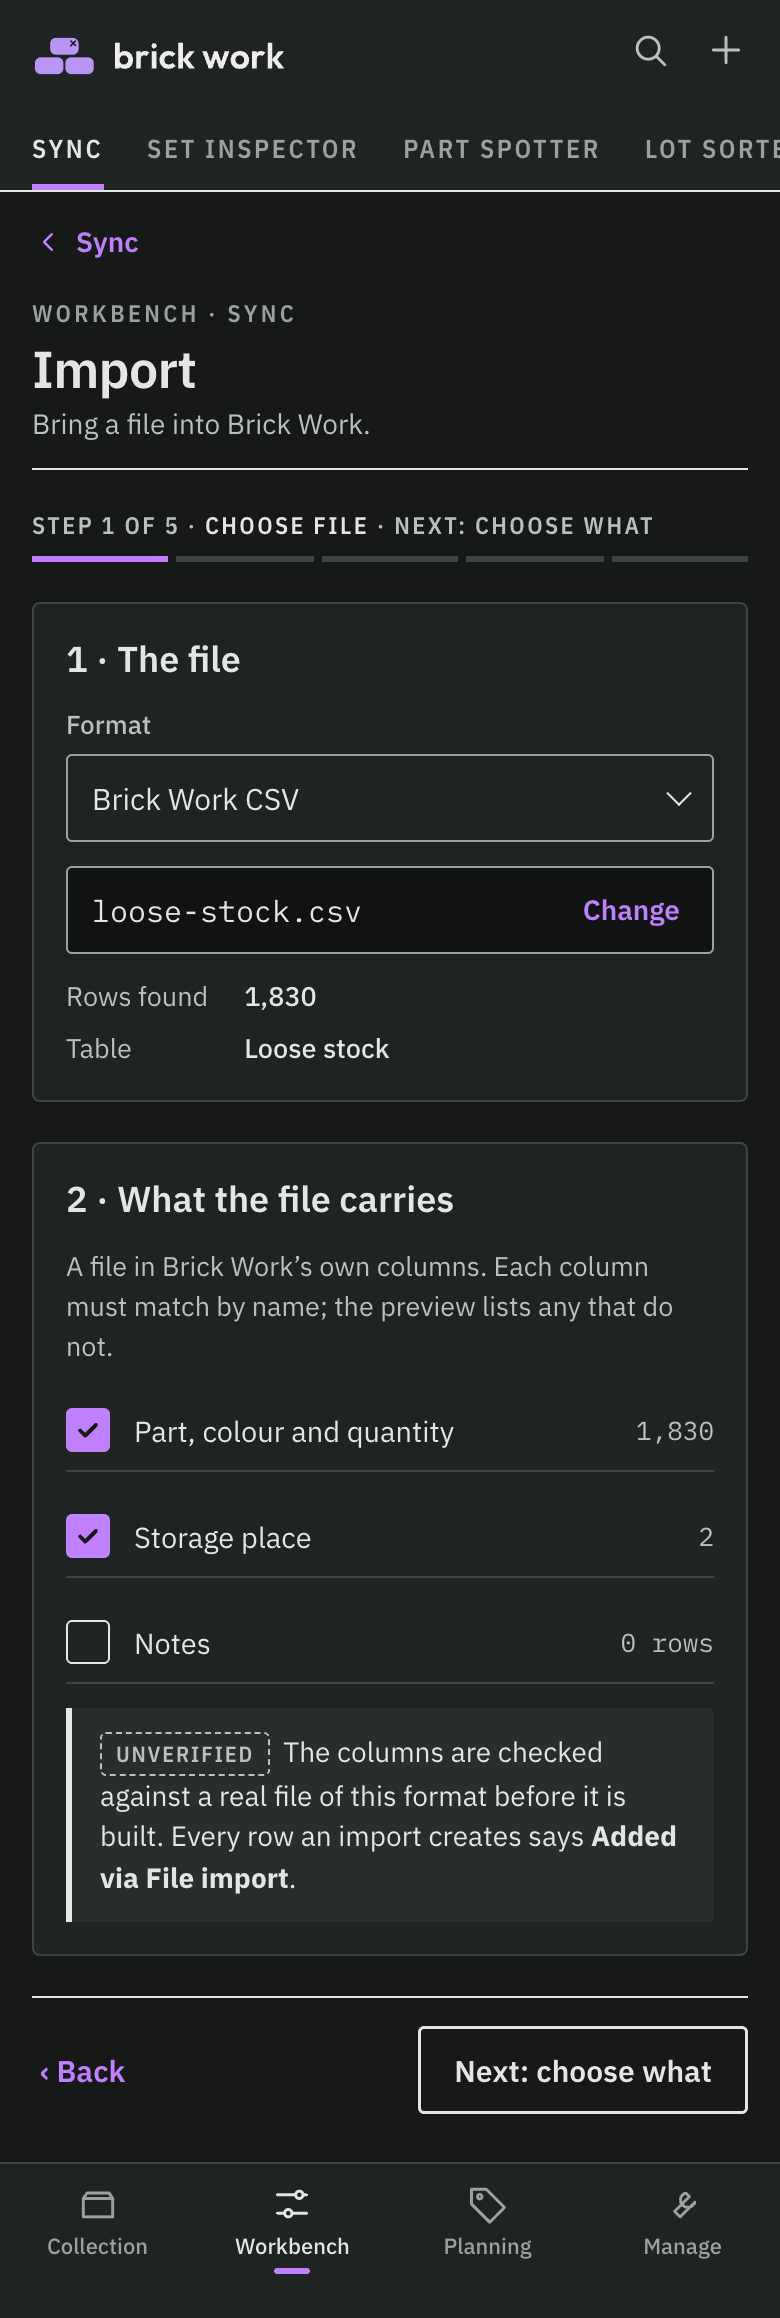 brick work
SYNC SET INSPECTOR PART SPOTTER LOT SORTE
‹ Sync
WORKBENCH · SYNC
Import
Bring a file into Brick Work.
STEP 1 OF 5 · CHOOSE FILE · NEXT: CHOOSE WHAT
1 · The file
Format
Brick Work CSV
loose-stock.csv Change
Rows found 1,830
Table Loose stock
2 · What the file carries
A file in Brick Work’s own columns. Each column
must match by name; the preview lists any that do
not.
Part, colour and quantity 1,830
Storage place 2
Notes 0 rows
UNVERIFIED The columns are checked
against a real file of this format before it is
built. Every row an import creates says Added
via File import.
‹ Back Next: choose what
Collection Workbench Planning Manage